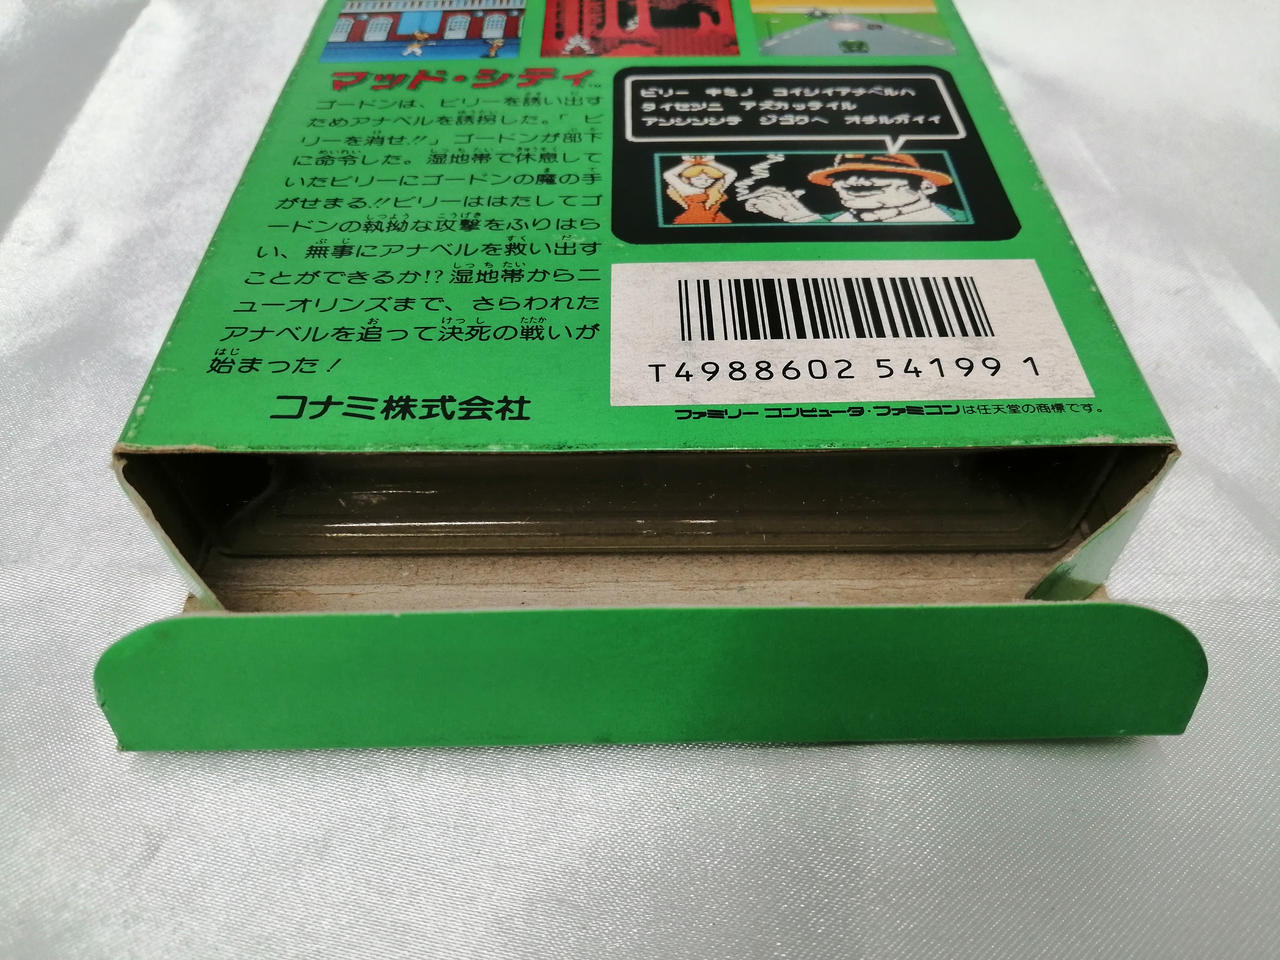 マッド・シティ™
ゴードンは、ビリーを誘い出す
ためアナベルを誘拐した。「ビ
リーを消せ!!」ゴードンが部下
に命令した。湿地帯で休息して
いたビリーにゴードンの魔の手
がせまる!!ビリーははたしてゴ
ードンの執拗な攻撃をふりはら
い、無事にアナベルを救い出す
ことができるか!?湿地帯からニ
ューオリンズまで、さらわれた
アナベルを追って決死の戦いが
始まった!
コナミ株式会社
ビリー キミノ コイシイアナベルハ
タイセツニ アズカッテイル
アンシンシテ ジゴクヘ オチルガイイ
T4988602 54199 1
ファミリー コンピュータ・ファミコンは任天堂の商標です。